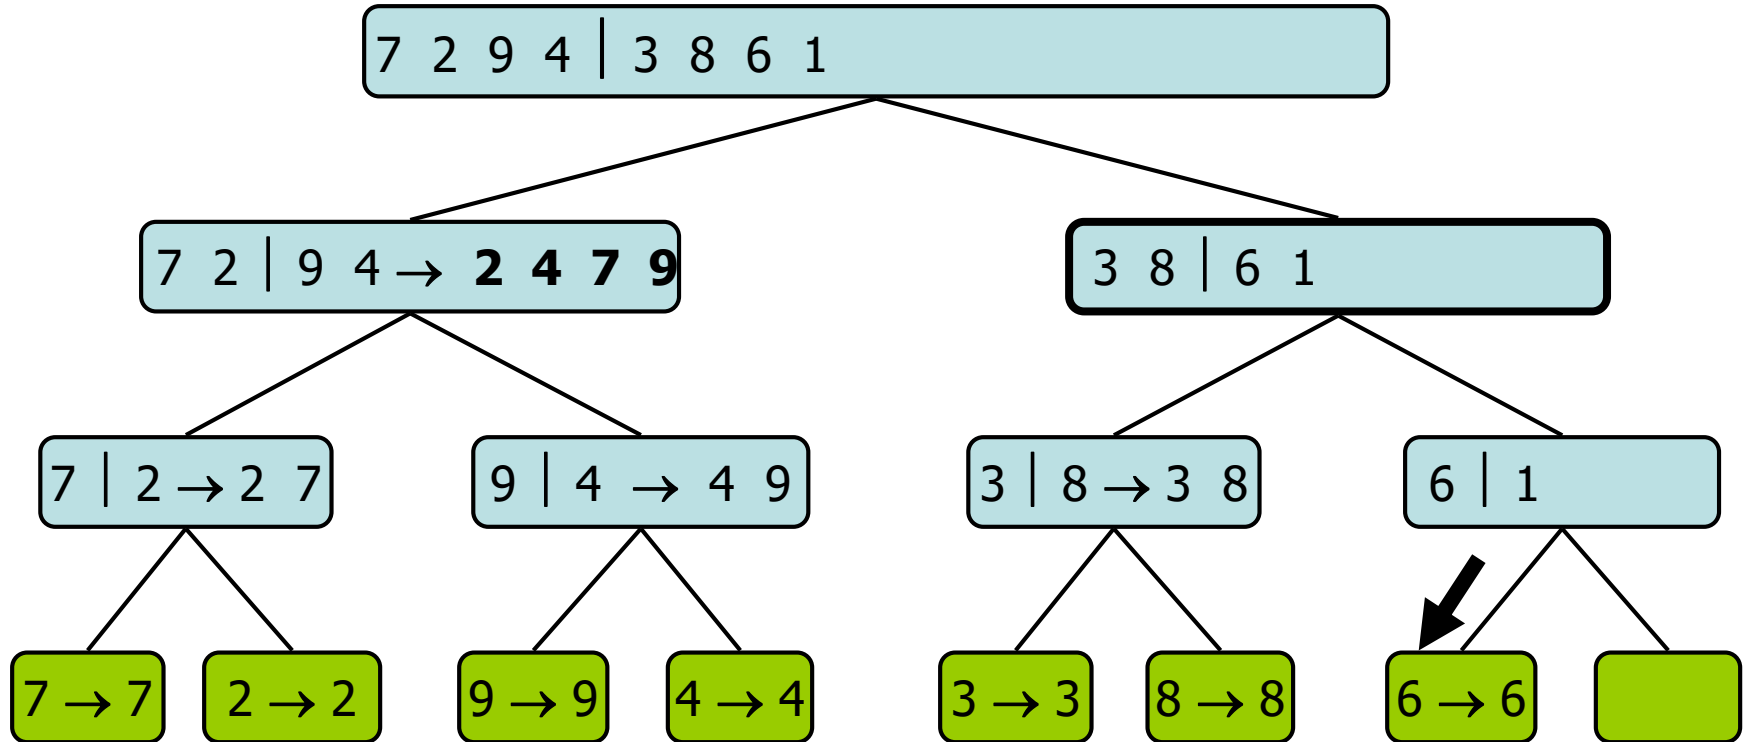 7 2 9 4 | 3 8 6 1
7 2 | 9 4 → 2 4 7 9
3 8 | 6 1
7 | 2 → 2 7
9 | 4 → 4 9
3 | 8 → 3 8
6 | 1
7 → 7
2 → 2
9 → 9
4 → 4
3 → 3
8 → 8
6 → 6